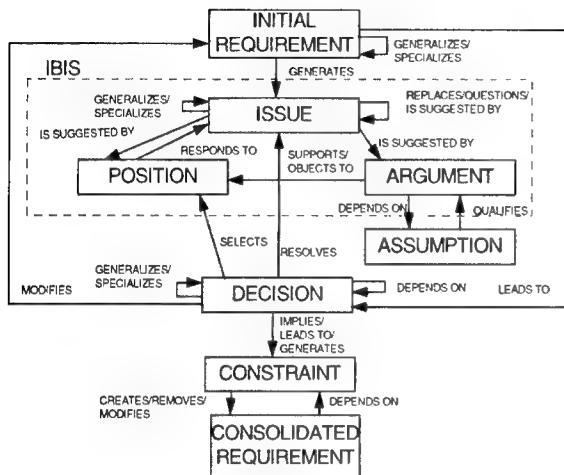 INITIAL
REQUIREMENT
GENERALIZES/
SPECIALIZES
IBIS
GENERATES
GENERALIZES/
SPECIALIZES
ISSUE
REPLACES/QUESTIONS/
IS SUGGESTED BY
IS SUGGESTED BY
RESPONDS TO
SUPPORTS/
OBJECTS TO
IS SUGGESTED BY
POSITION
ARGUMENT
DEPENDS ON
QUALIFIES
ASSUMPTION
SELECTS
RESOLVES
GENERALIZES/
SPECIALIZES
MODIFIES
DECISION
DEPENDS ON
LEADS TO
IMPLIES/
LEADS TO/
GENERATES
CONSTRAINT
CREATES/REMOVES/
MODIFIES
DEPENDS ON
CONSOLIDATED
REQUIREMENT